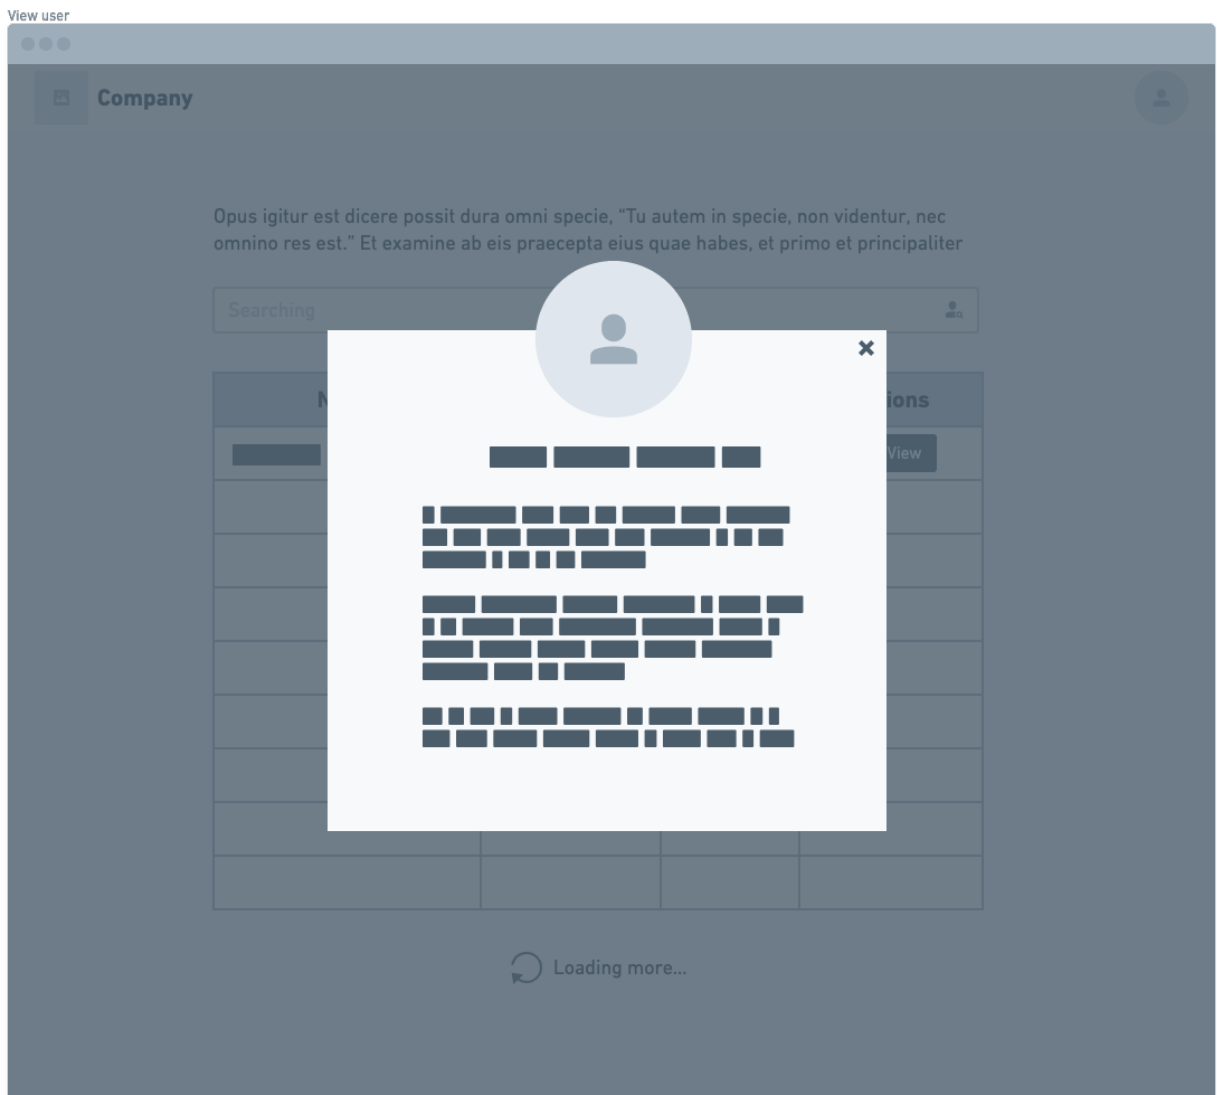 View user
Company
Opus igitur est dicere possit dura omni specie, “Tu autem in specie, non videntur, nec
omnino res est.” Et examine ab eis praecepta eius quae habes, et primo et principaliter
Searching
N
ions
View
Loading more...